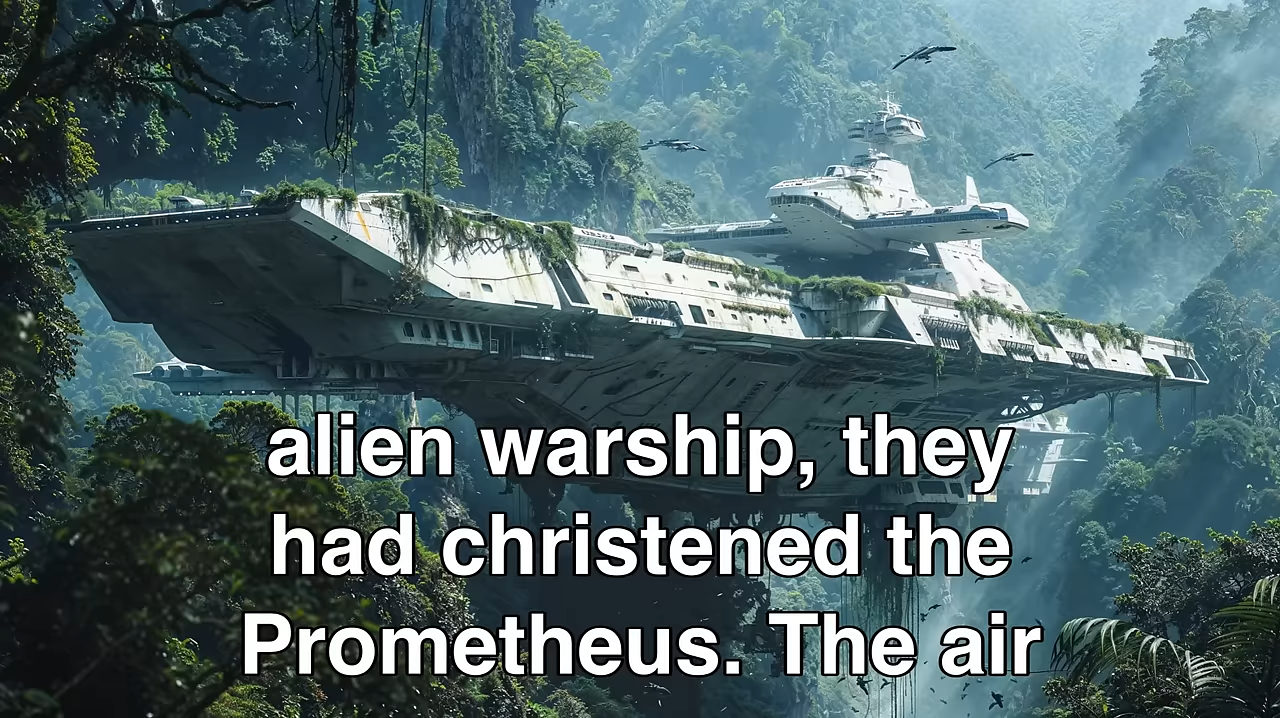 alien warship, they
had christened the
Prometheus. The air